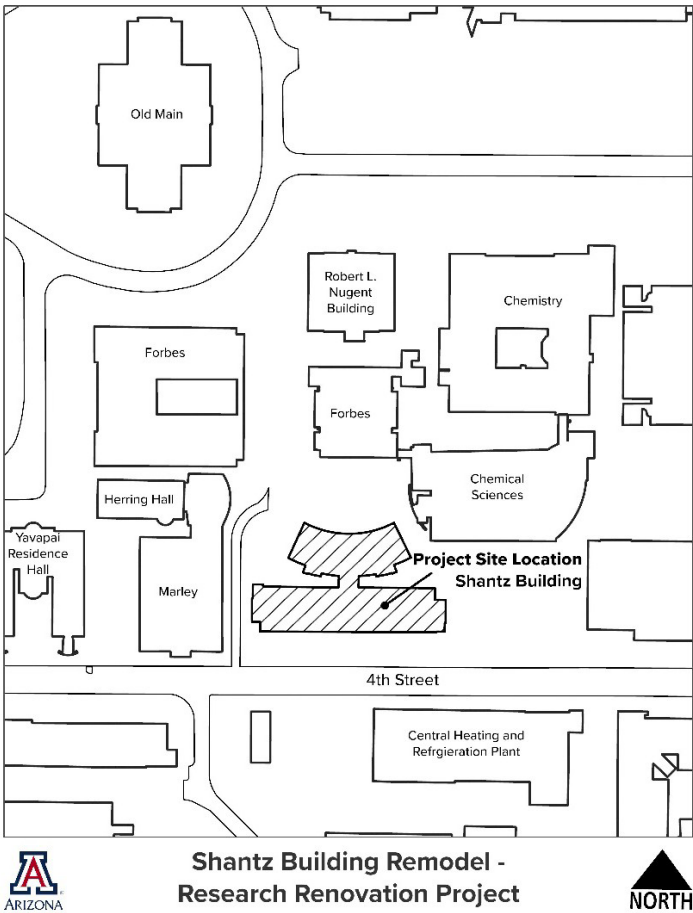 Old Main
Robert L.
Nugent
Building
Chemistry
Forbes
Forbes
Herring Hall
Chemical
Sciences
Yavapai
Residence
Hall
Marley
Project Site Location
Shantz Building
4th Street
Central Heating and
Refrgieration Plant
A
ARIZONA
Shantz Building Remodel -
Research Renovation Project
NORTH